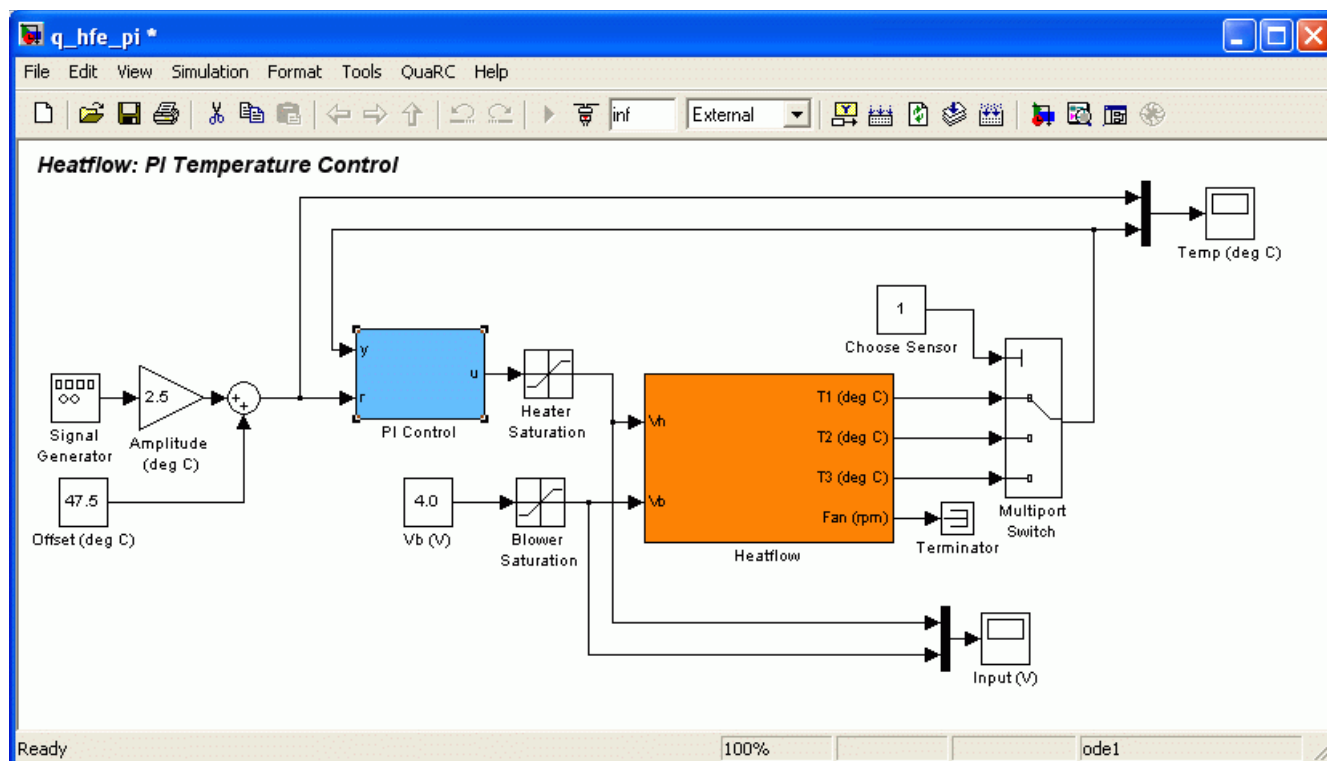 q_hfe_pi *
File Edit View Simulation Format Tools QuaRC Help
inf External
Heatflow: PI Temperature Control
Temp (deg C)
1
Choose Sensor
y
u
r
PI Control
Heater
Saturation
2.5
Signal
Generator
Amplitude
(deg C)
47.5
Offset (deg C)
4.0
Vb (V)
Blower
Saturation
Vh
Vb
T1 (deg C)
T2 (deg C)
T3 (deg C)
Fan (rpm)
Heatflow
Terminator
Multiport
Switch
Input (V)
Ready 100% ode1